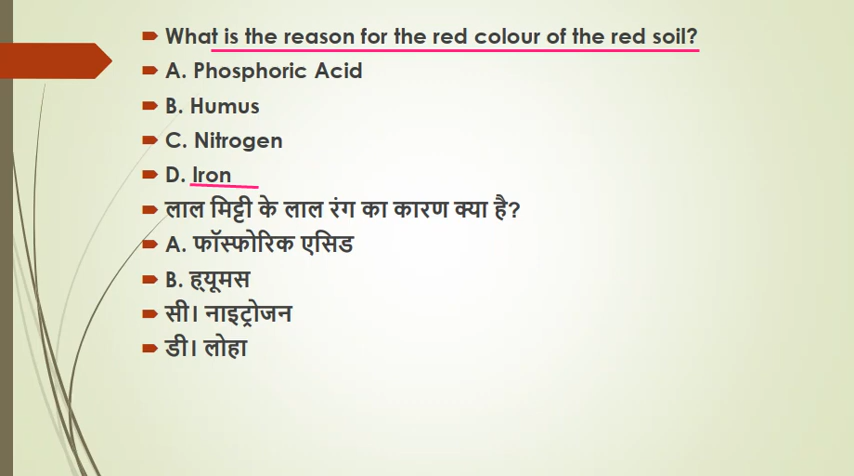 What is the reason for the red colour of the red soil?
A. Phosphoric Acid
B. Humus
C. Nitrogen
D. Iron
लाल मिट्टी के लाल रंग का कारण क्या है?
A. फॉस्फोरिक एसिड
B. ह्यूमस
सी। नाइट्रोजन
डी। लोहा